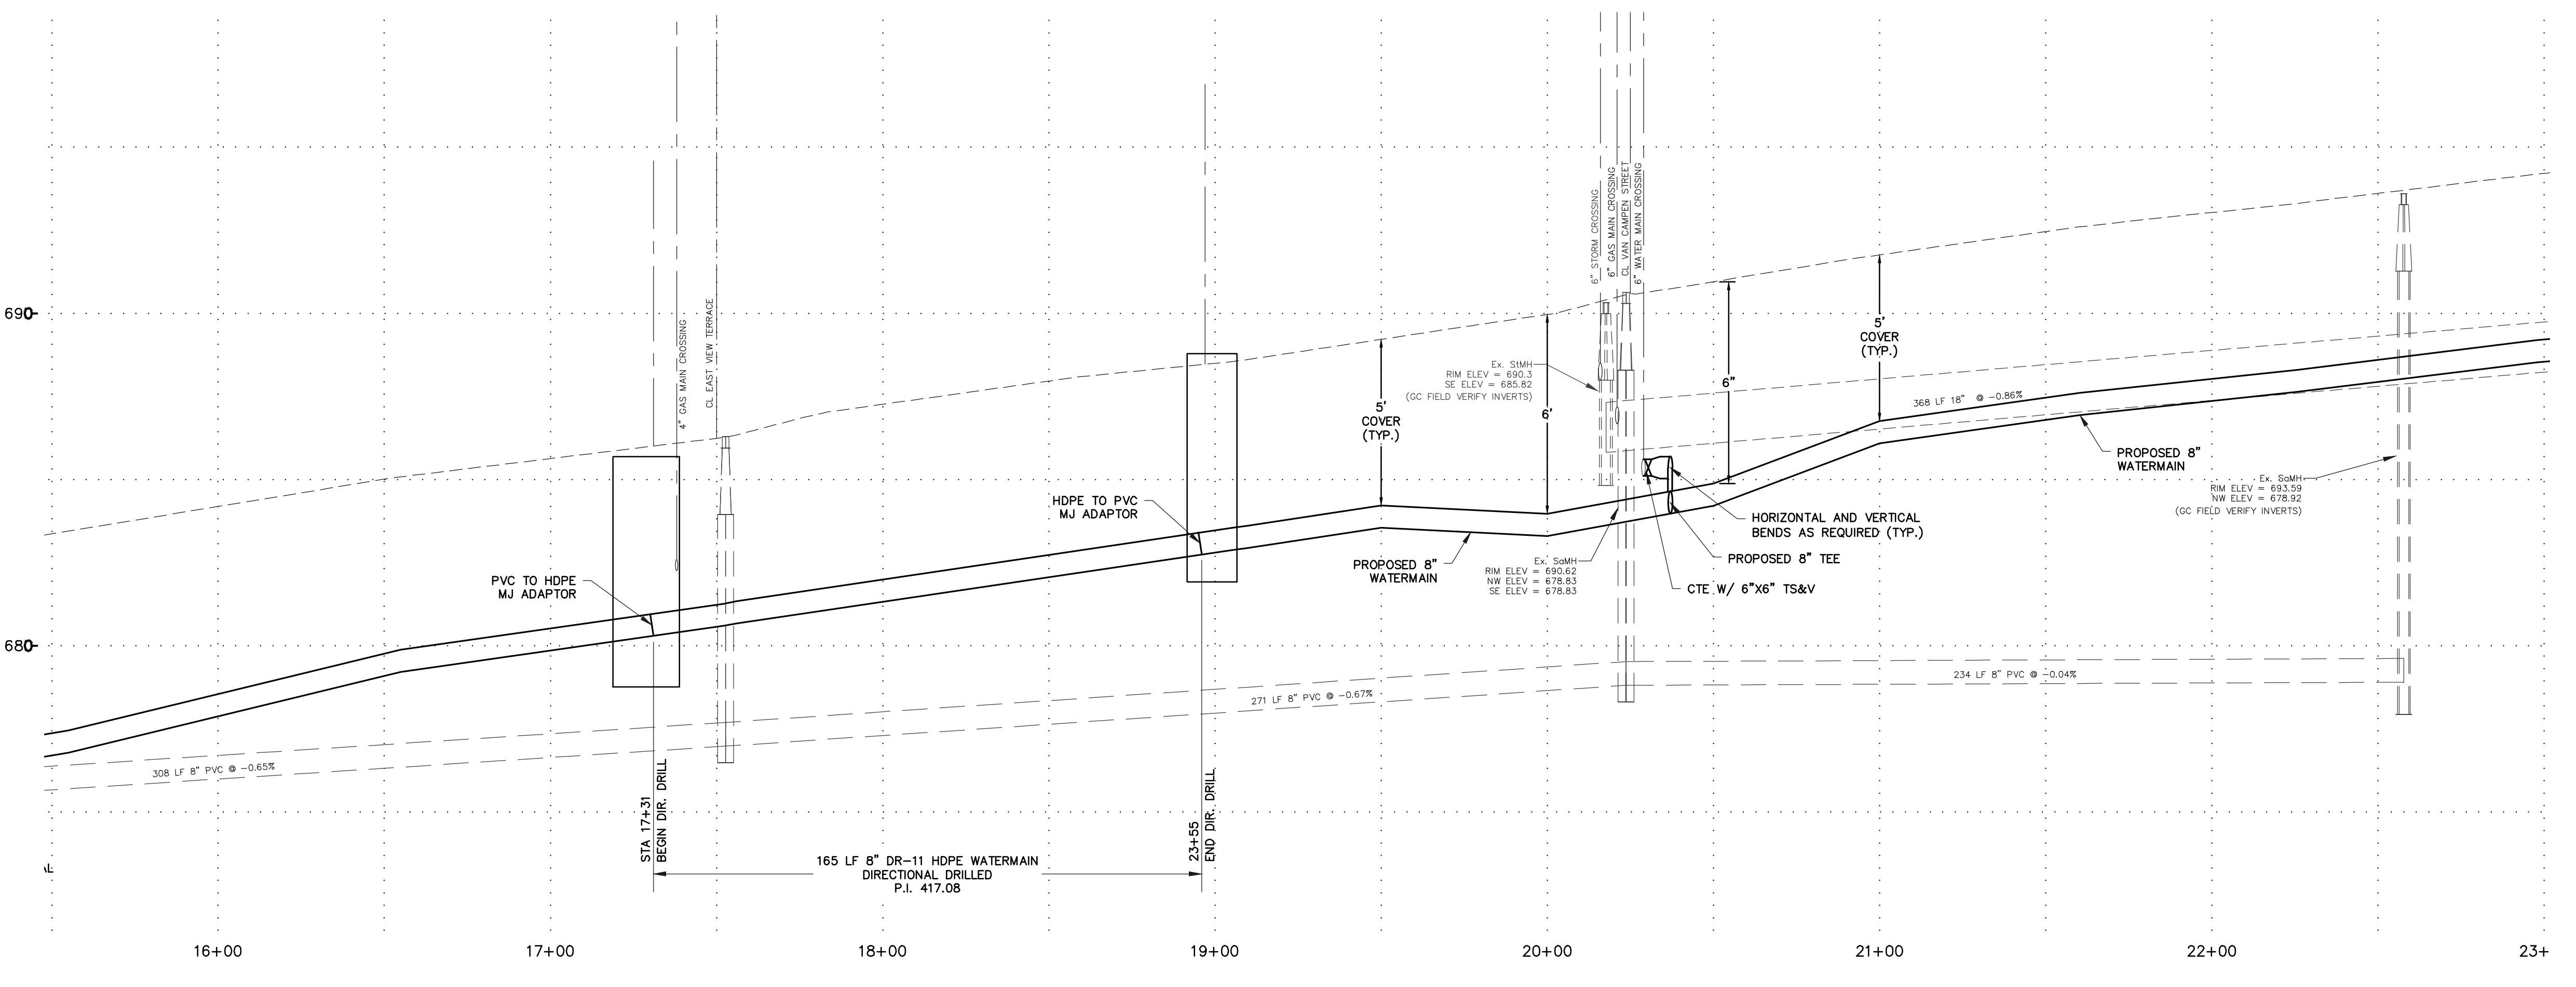 690
680
4" GAS MAIN CROSSING
CL EAST VIEW TERRACE
PVC TO HDPE
MJ ADAPTOR
HDPE TO PVC
MJ ADAPTOR
5'
COVER
(TYP.)
6'
Ex. StMH
RIM ELEV = 690.3
SE ELEV = 685.82
(GC FIELD VERIFY INVERTS)
6" STORM CROSSING
6" GAS MAIN CROSSING
CL VAN CAMPEN STREET
6" WATER MAIN CROSSING
6"
5'
COVER
(TYP.)
368 LF 18" @ -0.86%
PROPOSED 8"
WATERMAIN
Ex. SaMH
RIM ELEV = 693.59
NW ELEV = 678.92
(GC FIELD VERIFY INVERTS)
HORIZONTAL AND VERTICAL
BENDS AS REQUIRED (TYP.)
PROPOSED 8" TEE
CTE W/ 6"X6" TS&V
PROPOSED 8"
WATERMAIN
Ex. SaMH
RIM ELEV = 690.62
NW ELEV = 678.83
SE ELEV = 678.83
308 LF 8" PVC @ -0.65%
271 LF 8" PVC @ -0.67%
234 LF 8" PVC @ -0.04%
STA 17+31
BEGIN DIR. DRILL
23+55
END DIR. DRILL
165 LF 8" DR-11 HDPE WATERMAIN
DIRECTIONAL DRILLED
P.I. 417.08
AL
16+00
17+00
18+00
19+00
20+00
21+00
22+00
23+